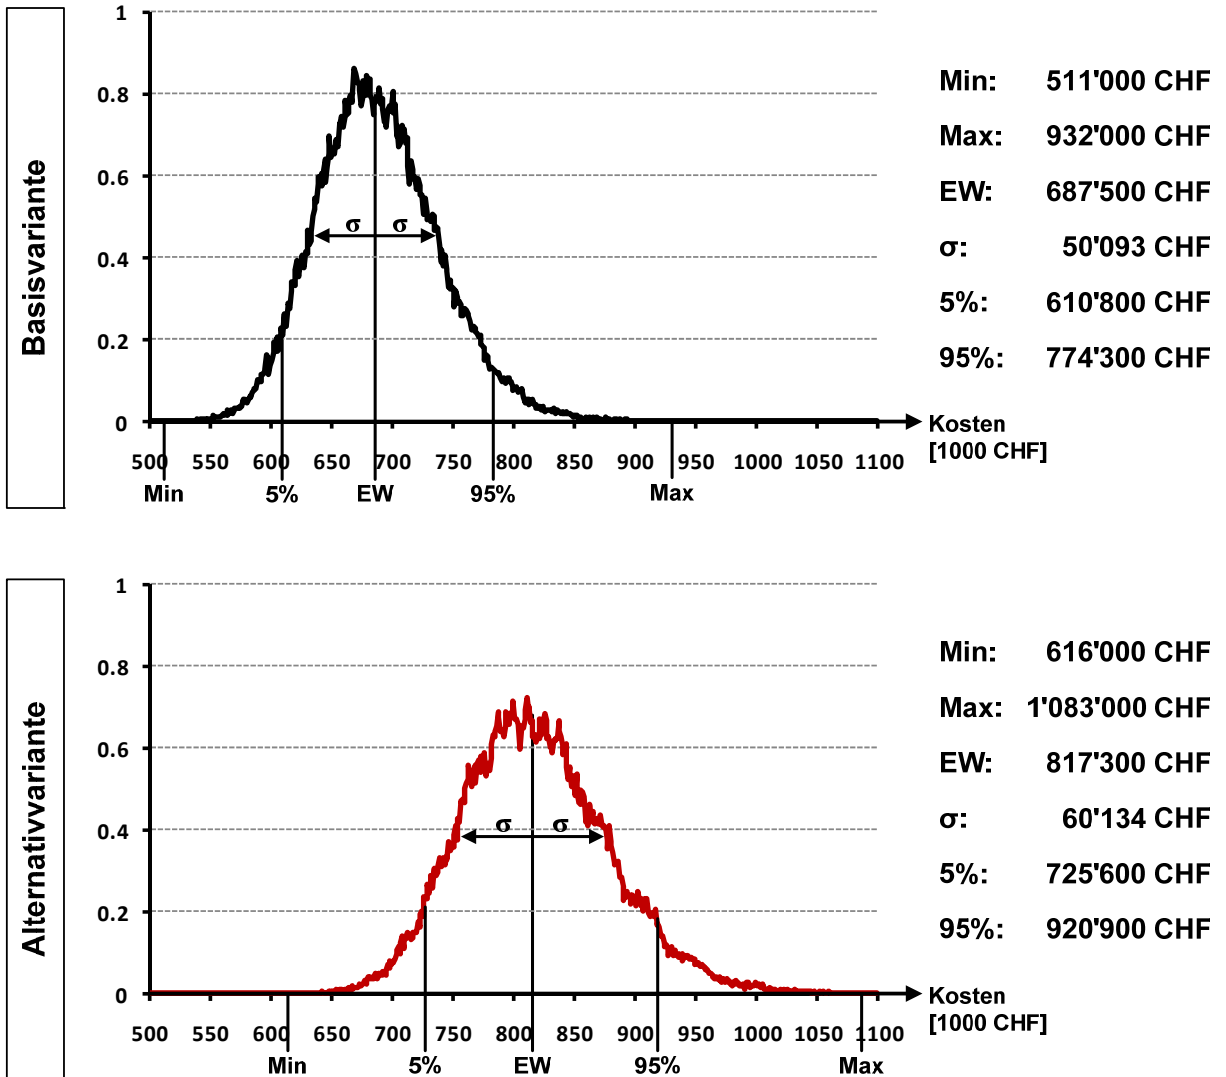 Basisvariante
1
0.8
0.6
0.4
0.2
0
σ σ
500 550 600 650 700 750 800 850 900 950 1000 1050 1100
Min 5% EW 95% Max
Kosten
[1000 CHF]
Min: 511'000 CHF
Max: 932'000 CHF
EW: 687'500 CHF
σ: 50'093 CHF
5%: 610'800 CHF
95%: 774'300 CHF
Alternativvariante
1
0.8
0.6
0.4
0.2
0
σ σ
500 550 600 650 700 750 800 850 900 950 1000 1050 1100
Min 5% EW 95% Max
Kosten
[1000 CHF]
Min: 616'000 CHF
Max: 1'083'000 CHF
EW: 817'300 CHF
σ: 60'134 CHF
5%: 725'600 CHF
95%: 920'900 CHF